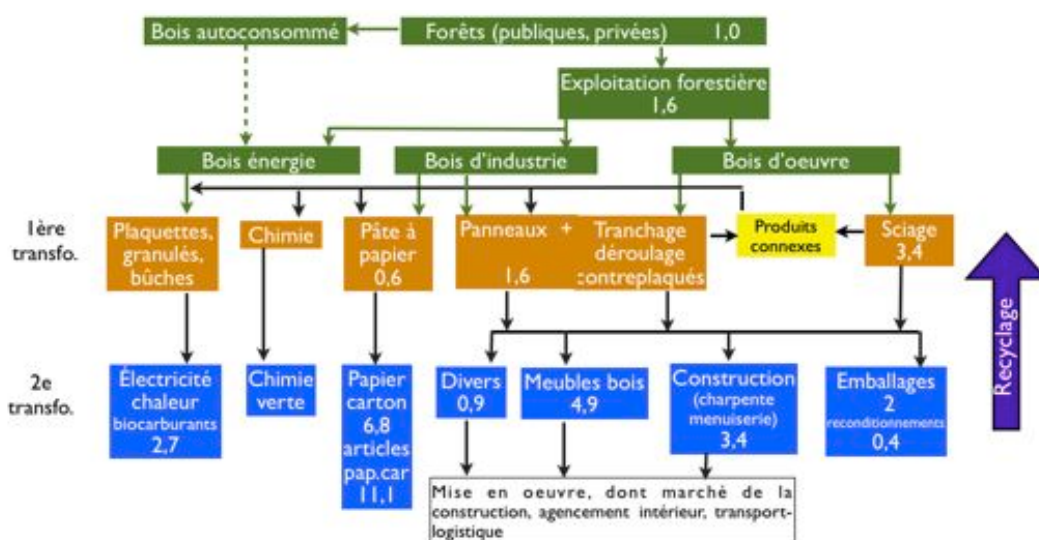 Bois autoconsommé
Forêts (publiques, privées) 1,0
Exploitation forestière
1,6
Bois énergie
Bois d'industrie
Bois d'oeuvre
1ère
transfo.
Plaquettes,
granulés,
bûches
Chimie
Pâte à
papier
0,6
Panneaux +
1,6
Tranchage
déroulage
contreplaqués
Produits
connexes
Sciage
3,4
Recyclage
2e
transfo.
Électricité
chaleur
biocarburants
2,7
Chimie
verte
Papier
carton
6,8
articles
pap.car
11,1
Divers
0,9
Meubles bois
4,9
Construction
(charpente
menuiserie)
3,4
Emballages
2
reconditionnements
0,4
Mise en oeuvre, dont marché de la
construction, agencement intérieur, transport-
logistique